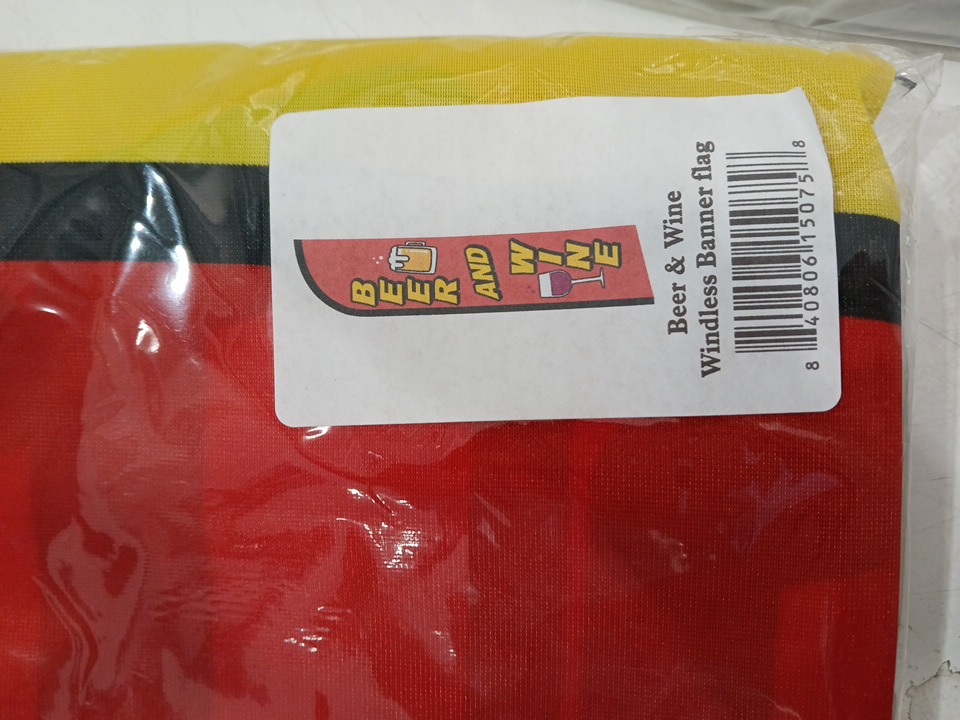 BEER
AND
WINE
Beer & Wine
Windless Banner flag
8 40806 15075 8